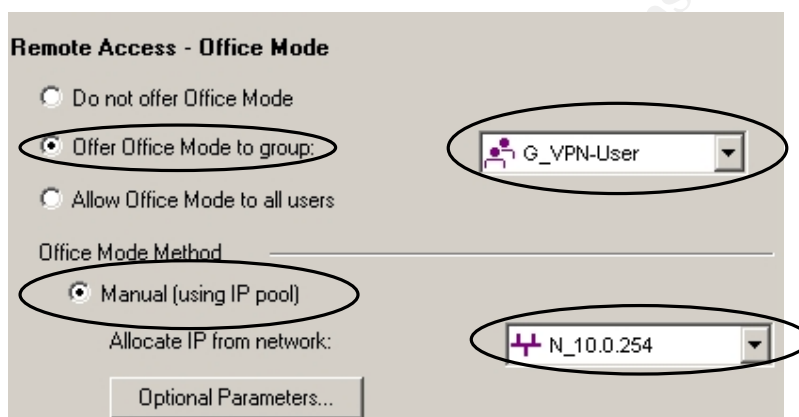 Remote Access - Office Mode
Do not offer Office Mode
Offer Office Mode to group: G_VPN-User
Allow Office Mode to all users
Office Mode Method
Manual (using IP pool)
Allocate IP from network: N_10.0.254
Optional Parameters...